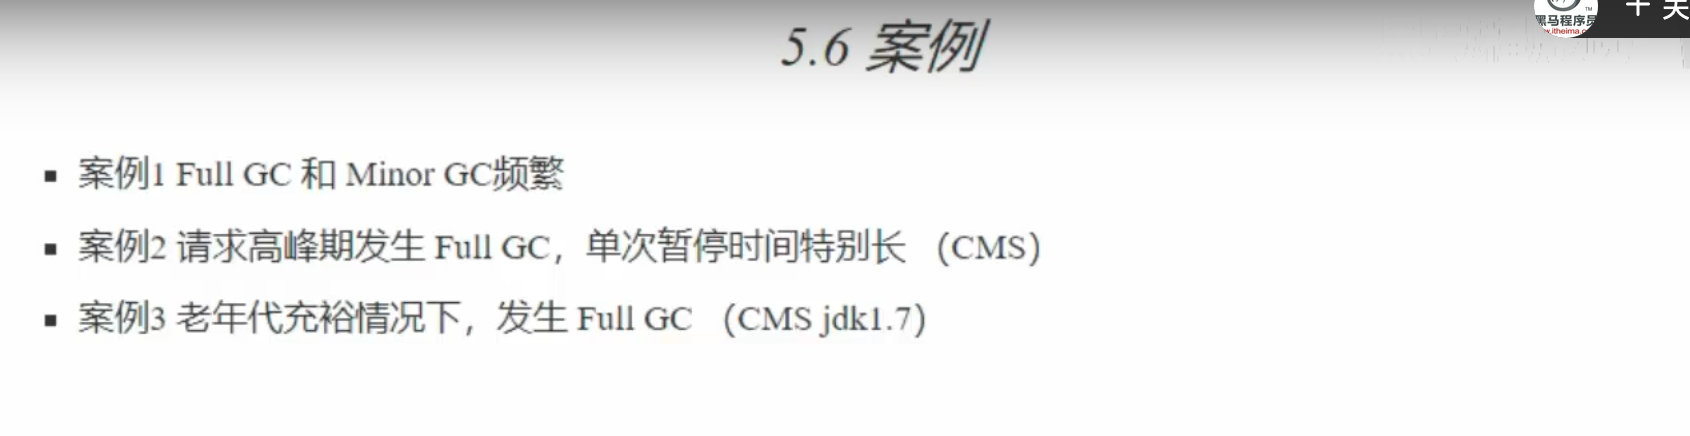 黑马程序员
www.itheima.c
十 关
5.6 案例
案例1 Full GC 和 Minor GC频繁
案例2 请求高峰期发生 Full GC，单次暂停时间特别长 （CMS）
案例3 老年代充裕情况下，发生 Full GC （CMS jdk1.7）